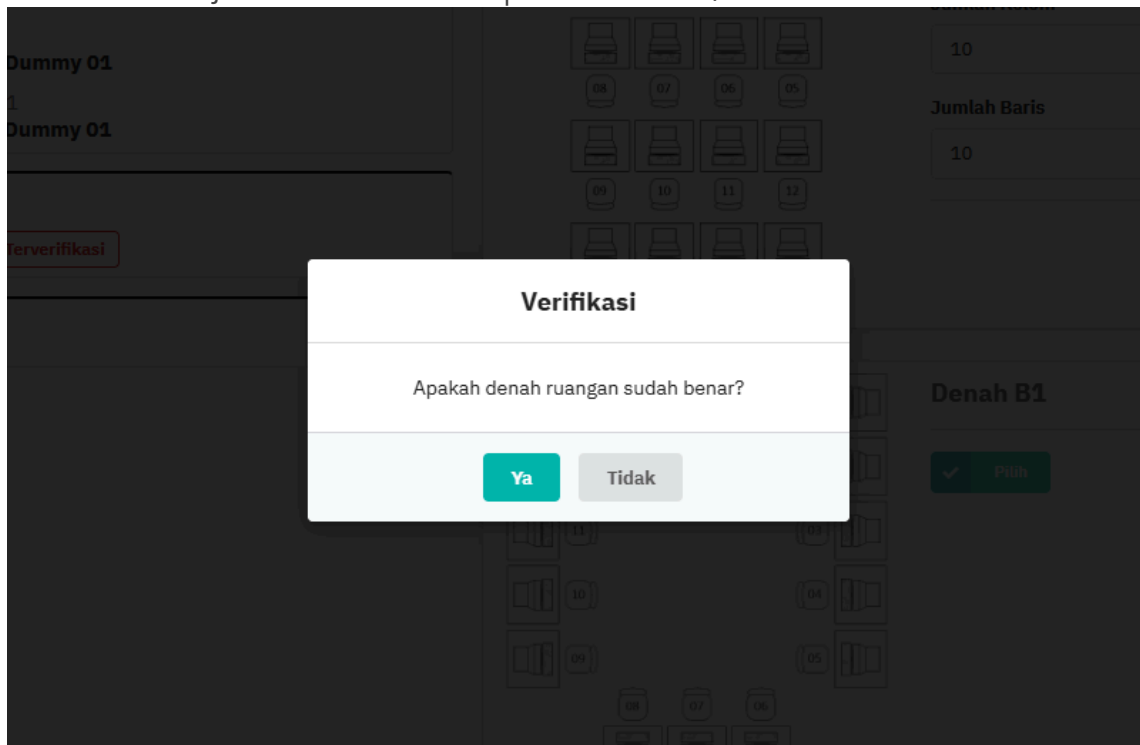 Dummy 01
1
Dummy 01
Terverifikasi
08 07 06 05
09 10 11 12
10
Jumlah Baris
10
Verifikasi
Apakah denah ruangan sudah benar?
Ya Tidak
Denah B1
Pilih
11 03
10 04
09 05
08 07 06